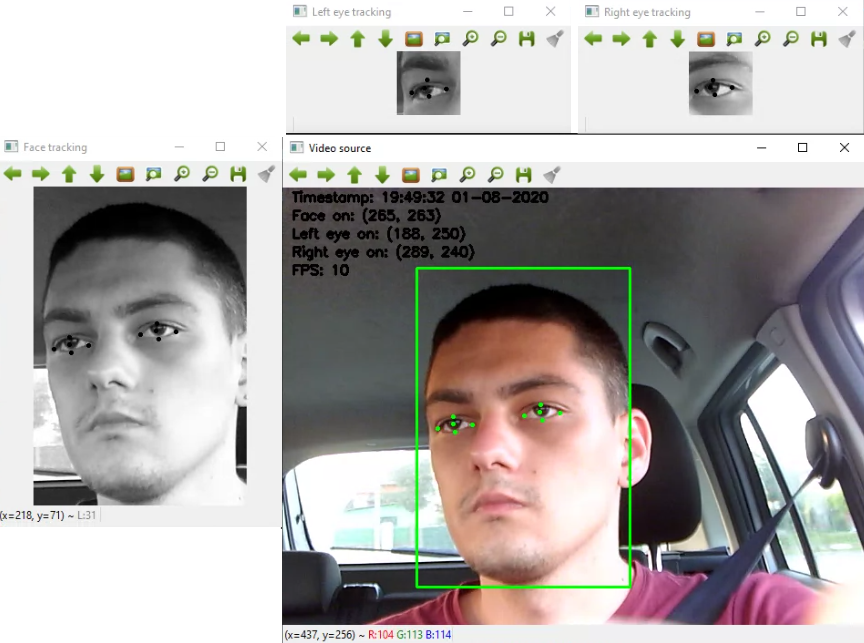 Left eye tracking
Right eye tracking
Face tracking
Video source
Timestamp: 19:49:32 01-08-2020
Face on: (265, 263)
Left eye on: (188, 250)
Right eye on: (289, 240)
FPS: 10
(x=218, y=71) ~ L:31
(x=437, y=256) ~ R:104 G:113 B:114